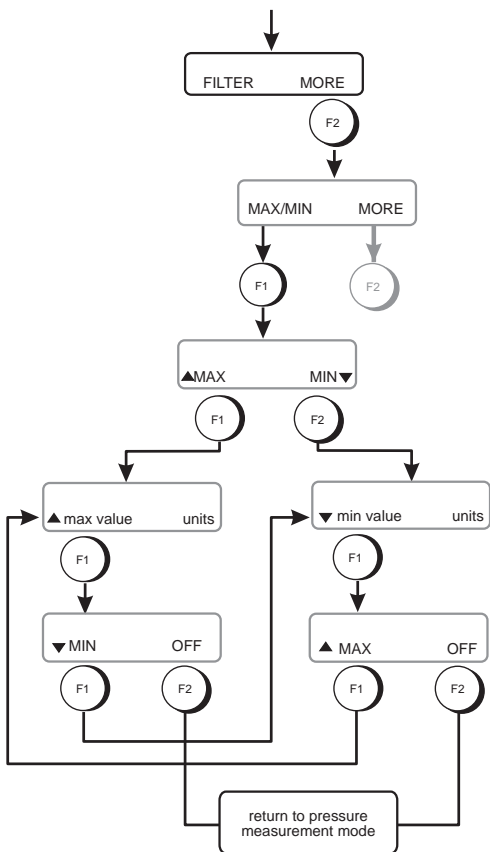 FILTER MORE
F2
MAX/MIN MORE
F1 F2
▲MAX MIN▼
F1 F2
▲ max value units
▼ min value units
F1
F1
▼MIN OFF
▲ MAX OFF
F1 F2
F1 F2
return to pressure
measurement mode